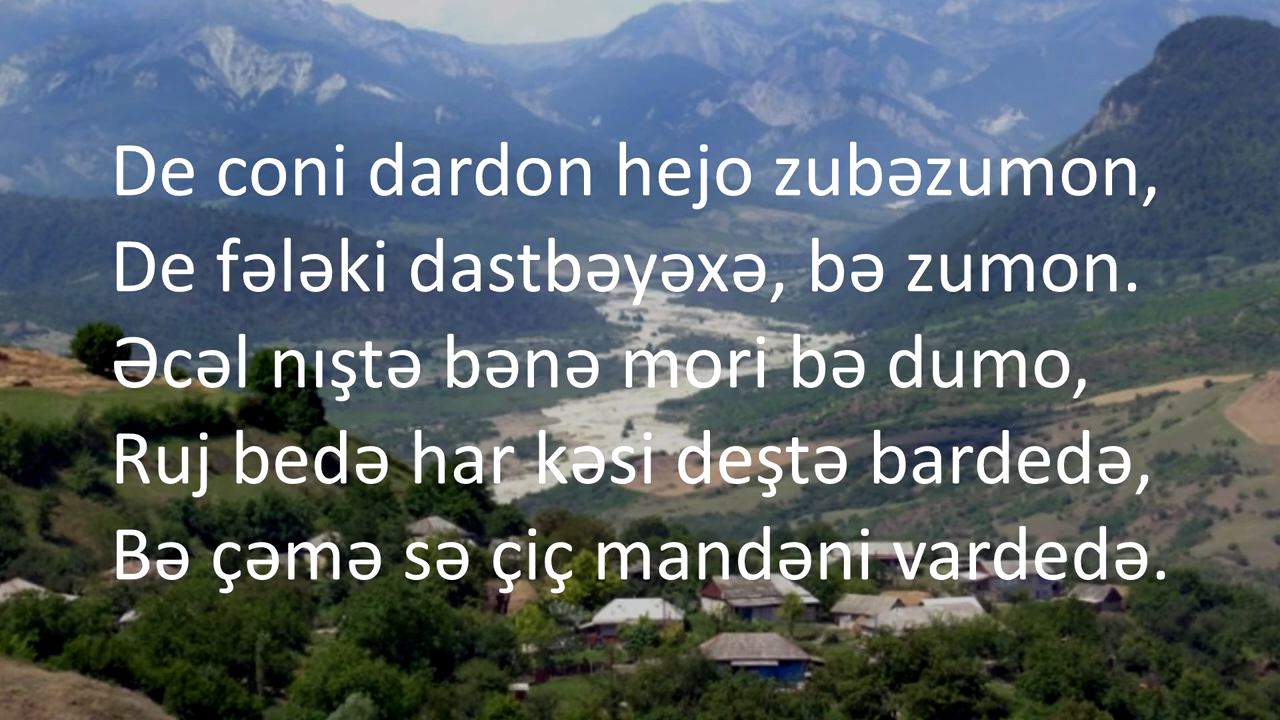 De coni dardon hejo zubəzumon,
De fələki dastbəyəxə, bə zumon.
Əcəl nıştə bənə mori bə dumo,
Ruj bedə har kəsi deştə bardedə,
Bə çəmə sə çiç mandəni vardedə.